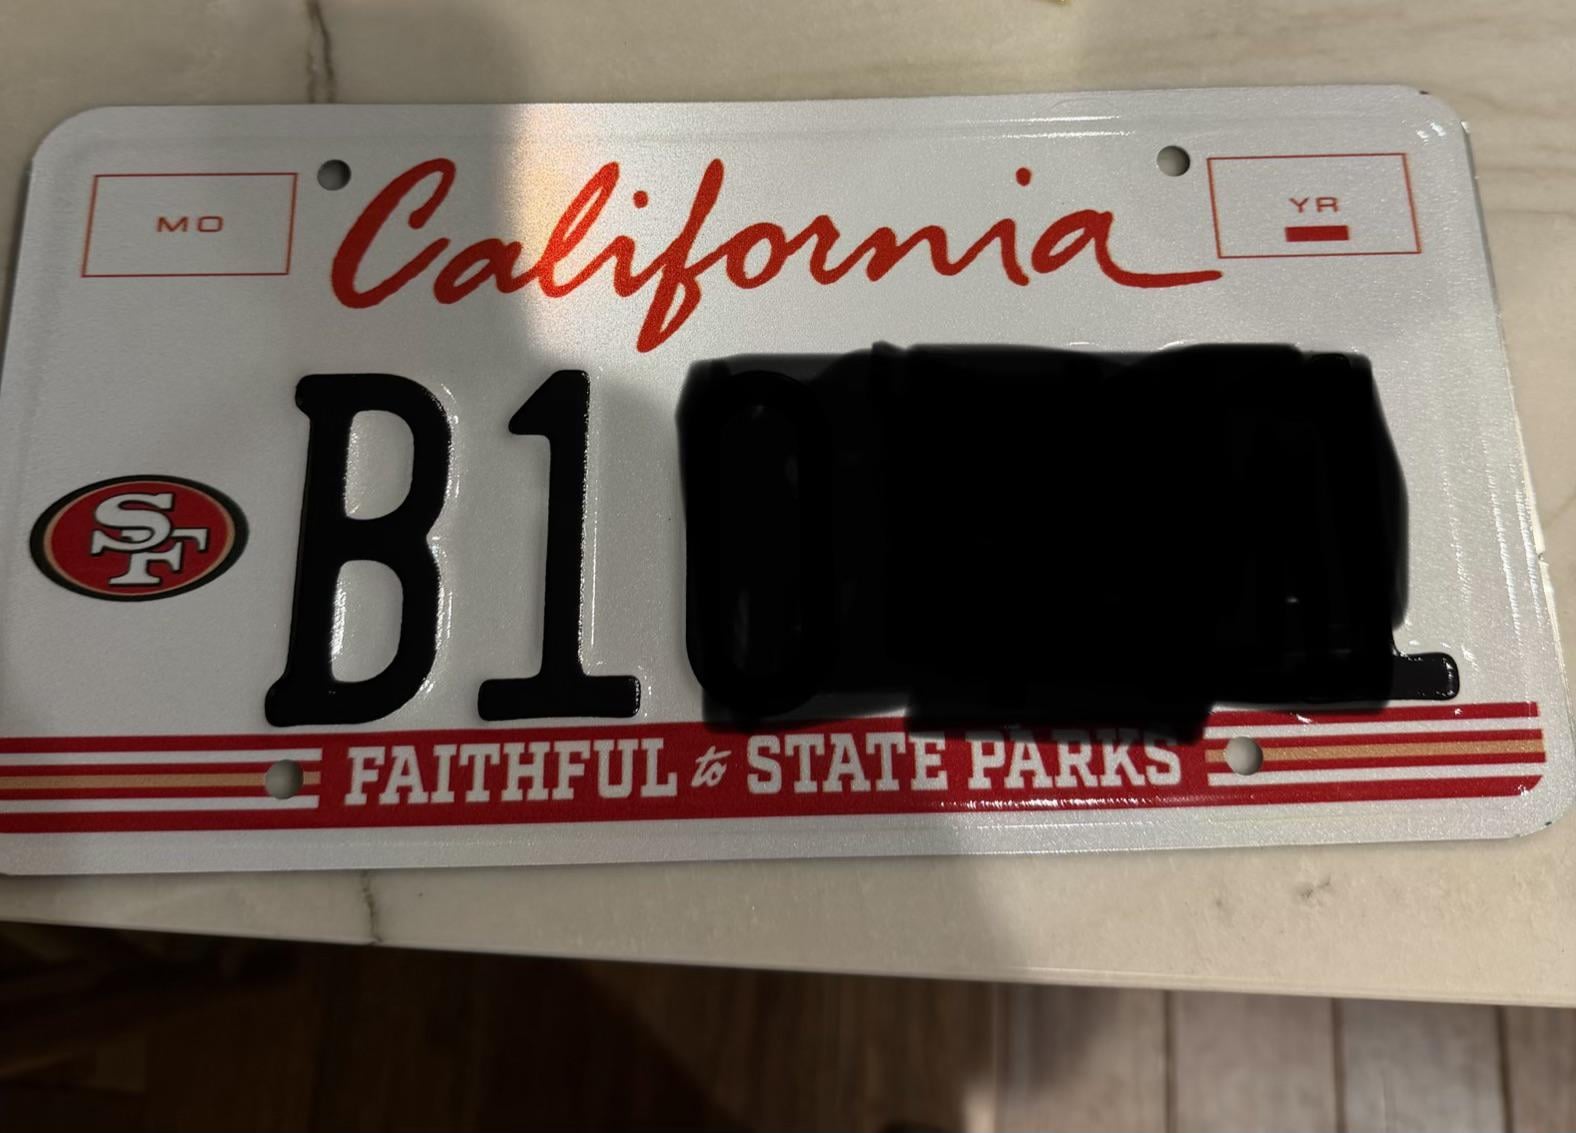 MO California YR
SF B1
FAITHFUL to STATE PARKS